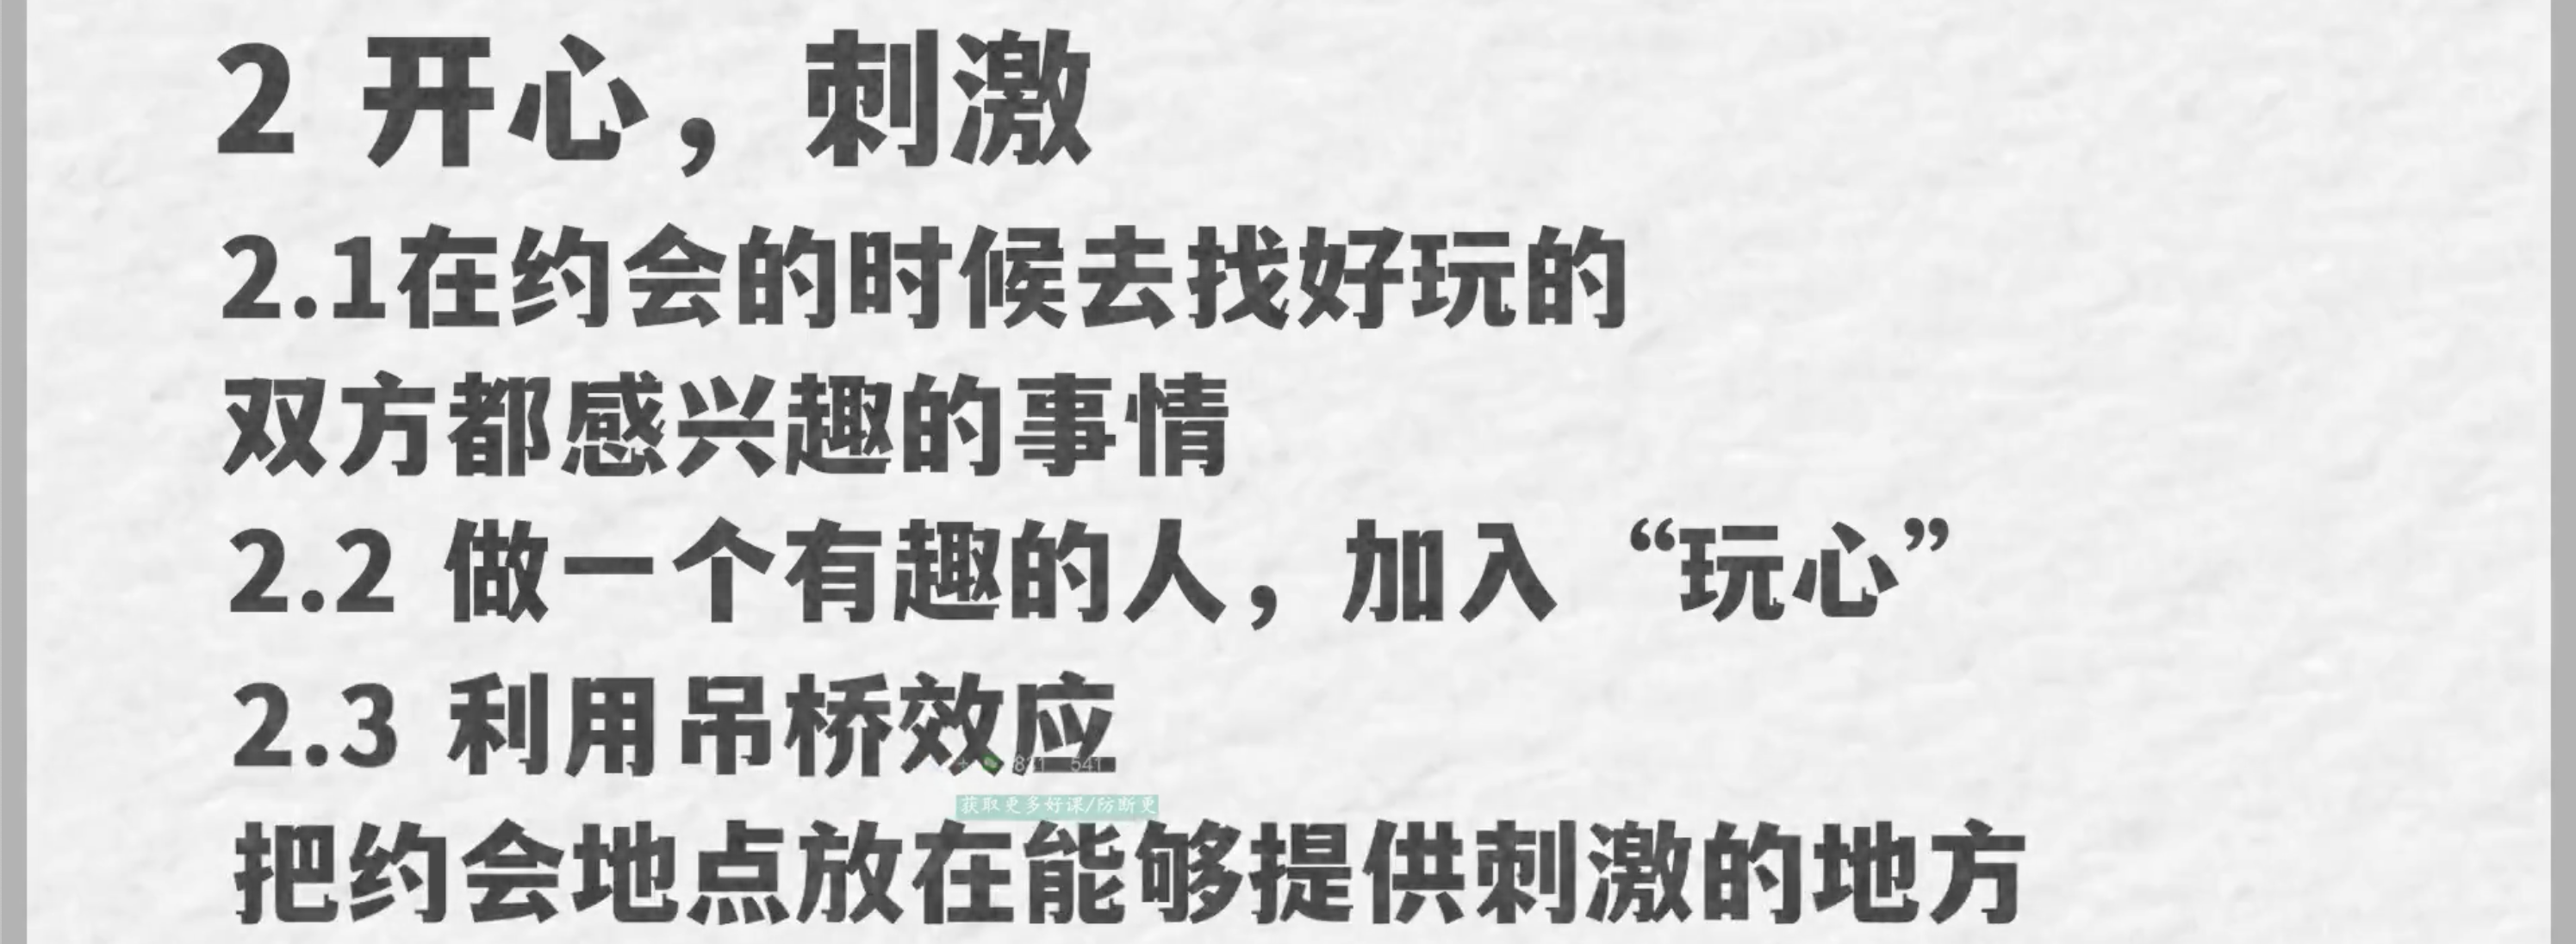 2 开心，刺激
2.1在约会的时候去找好玩的
双方都感兴趣的事情
2.2 做一个有趣的人，加入“玩心”
2.3 利用吊桥效应
获取更多好课/防断更
把约会地点放在能够提供刺激的地方